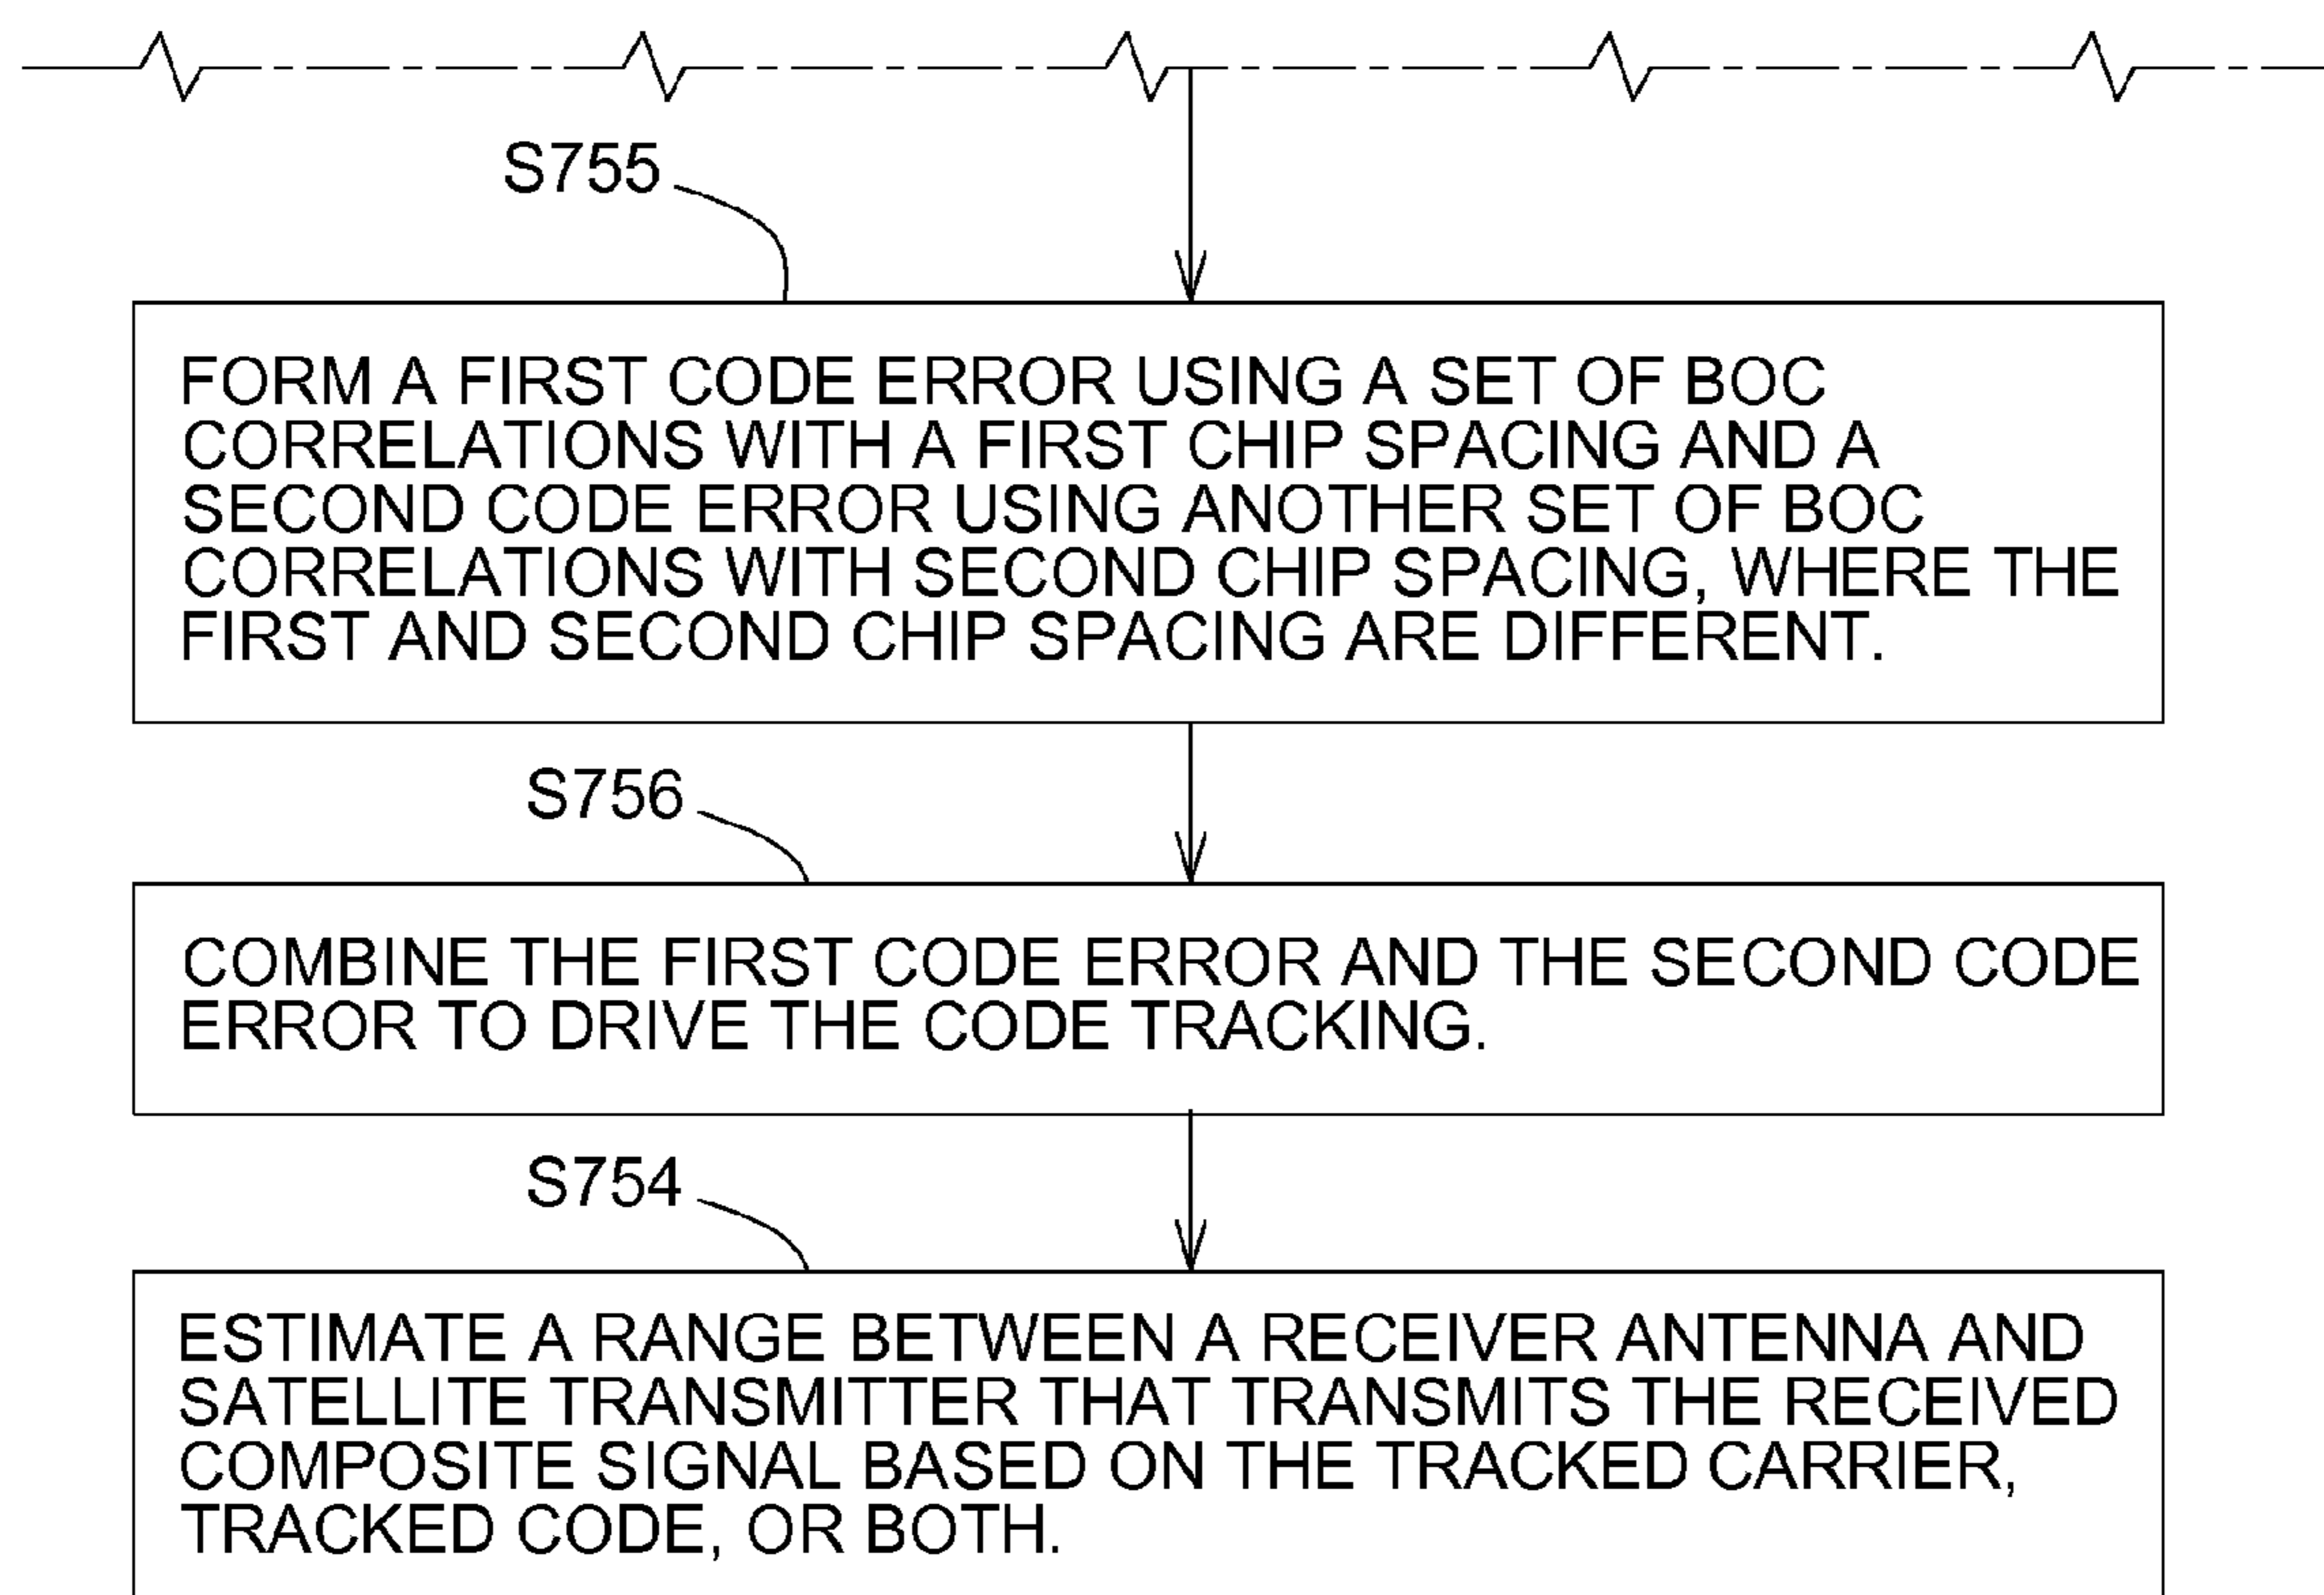 S755
FORM A FIRST CODE ERROR USING A SET OF BOC
CORRELATIONS WITH A FIRST CHIP SPACING AND A
SECOND CODE ERROR USING ANOTHER SET OF BOC
CORRELATIONS WITH SECOND CHIP SPACING, WHERE THE
FIRST AND SECOND CHIP SPACING ARE DIFFERENT.
S756
COMBINE THE FIRST CODE ERROR AND THE SECOND CODE
ERROR TO DRIVE THE CODE TRACKING.
S754
ESTIMATE A RANGE BETWEEN A RECEIVER ANTENNA AND
SATELLITE TRANSMITTER THAT TRANSMITS THE RECEIVED
COMPOSITE SIGNAL BASED ON THE TRACKED CARRIER,
TRACKED CODE, OR BOTH.